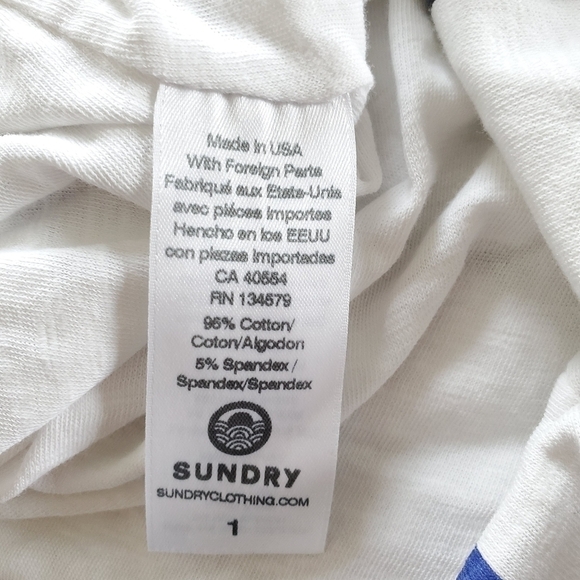 Made in USA
With Foreign Parts
Fabriqué aux Etats-Unis
avec piéces importes
Hencho en los EEUU
con piezas importadas
CA 40554
RN 134579
95% Cotton/
Coton/Algodon
5% Spandex /
Spandex/Spandex
SUNDRY
SUNDRYCLOTHING.COM
1